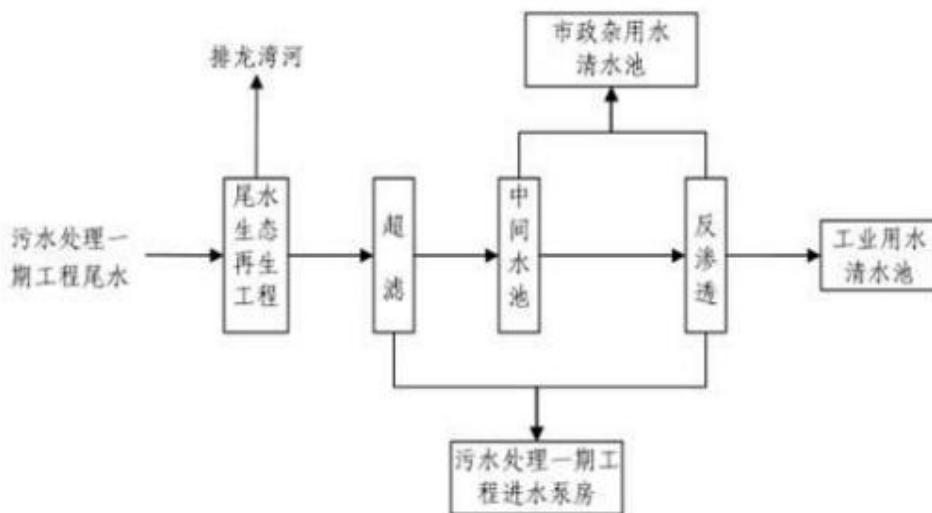 市政杂用水
清水池
排龙湾河
污水处理一
期工程尾水
尾水
生态
再生
工程
超
滤
中
间
水
池
反
渗
透
工业用水
清水池
污水处理一期工
程进水泵房